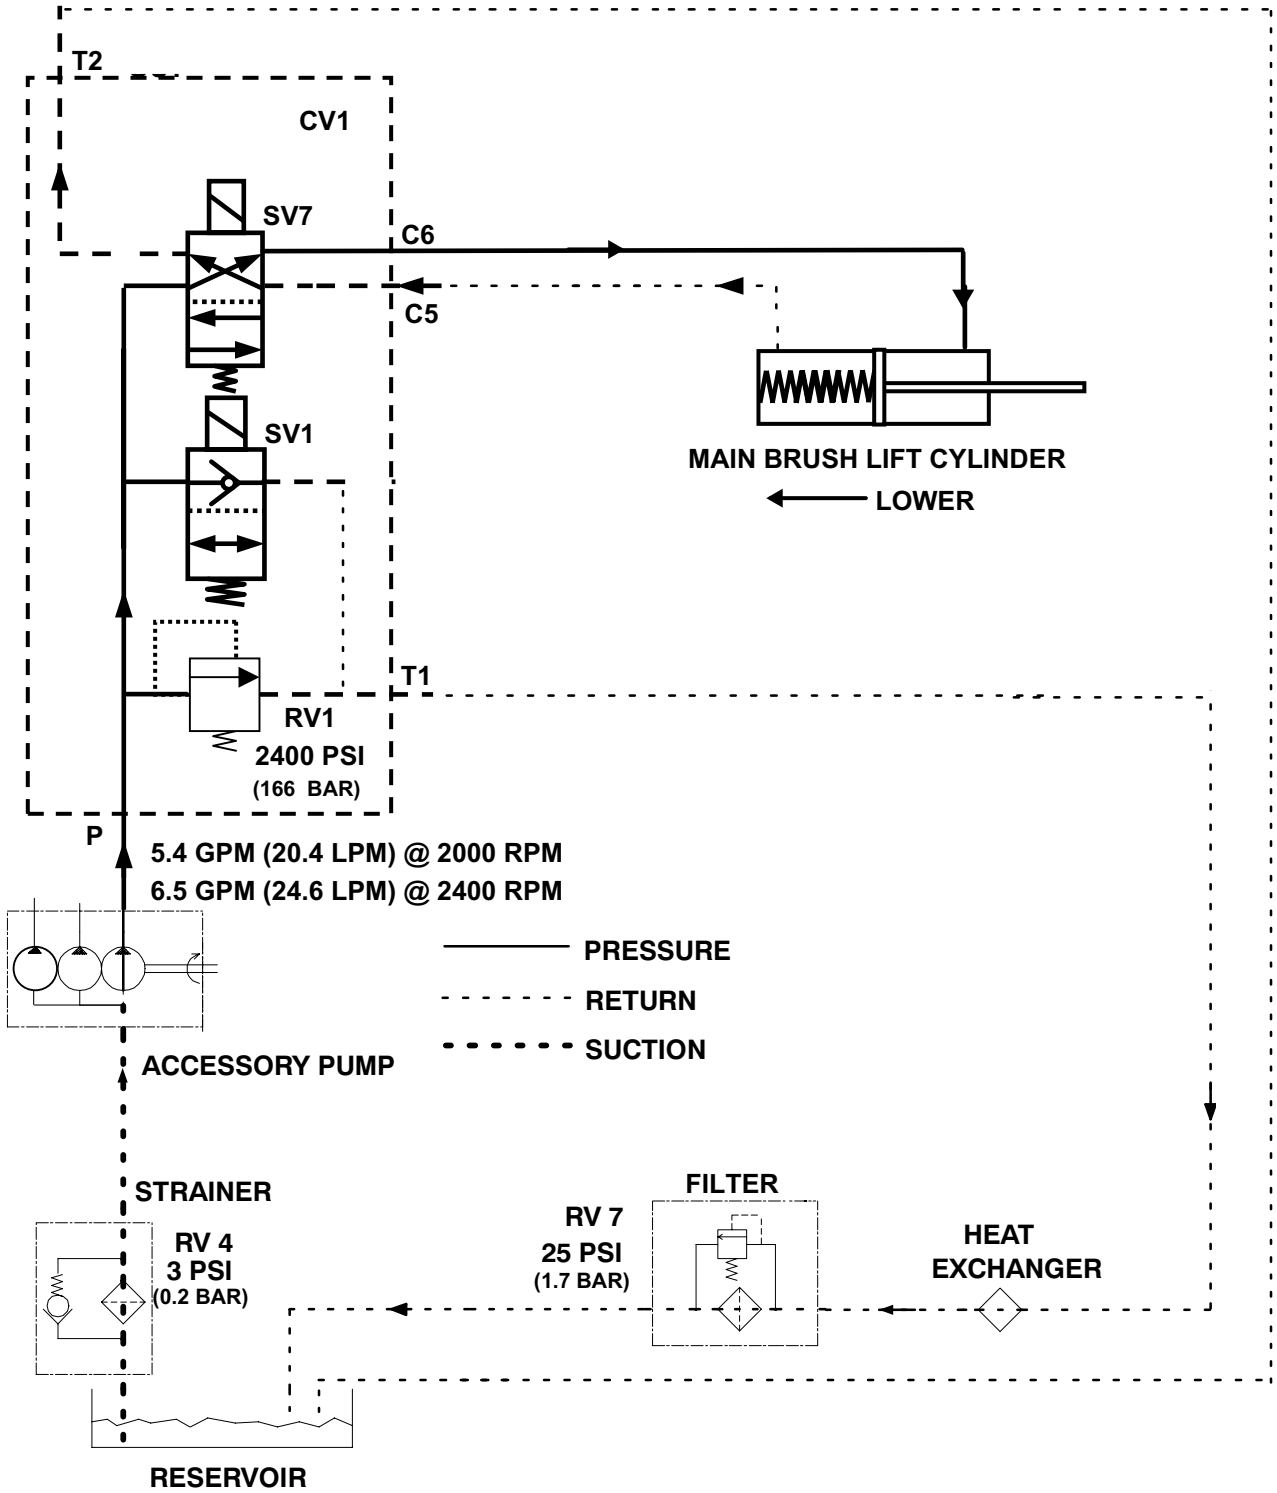 T2
CV1
SV7
C6
C5
SV1
MAIN BRUSH LIFT CYLINDER
LOWER
T1
RV1
2400 PSI
(166 BAR)
P
5.4 GPM (20.4 LPM) @ 2000 RPM
6.5 GPM (24.6 LPM) @ 2400 RPM
PRESSURE
RETURN
SUCTION
ACCESSORY PUMP
STRAINER
RV 4
3 PSI
(0.2 BAR)
FILTER
RV 7
25 PSI
(1.7 BAR)
HEAT
EXCHANGER
RESERVOIR